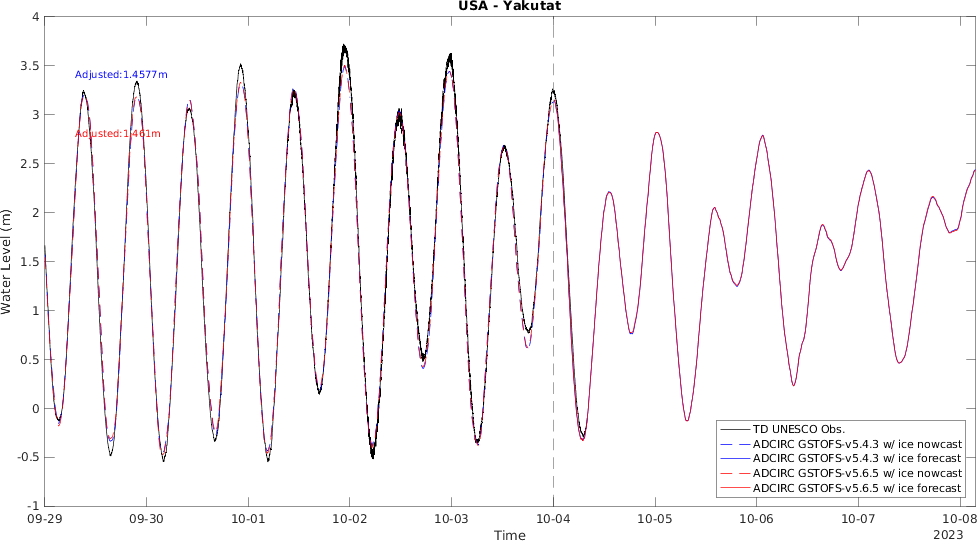 USA - Yakutat
4
3.5
3
2.5
2
1.5
1
0.5
0
-0.5
-1
Water Level (m)
Adjusted:1.4577m
Adjusted:1.461m
TD UNESCO Obs.
ADCIRC GSTOFS-v5.4.3 w/ ice nowcast
ADCIRC GSTOFS-v5.4.3 w/ ice forecast
ADCIRC GSTOFS-v5.6.5 w/ ice nowcast
ADCIRC GSTOFS-v5.6.5 w/ ice forecast
09-29 09-30 10-01 10-02 10-03 10-04 10-05 10-06 10-07 10-08
Time 2023